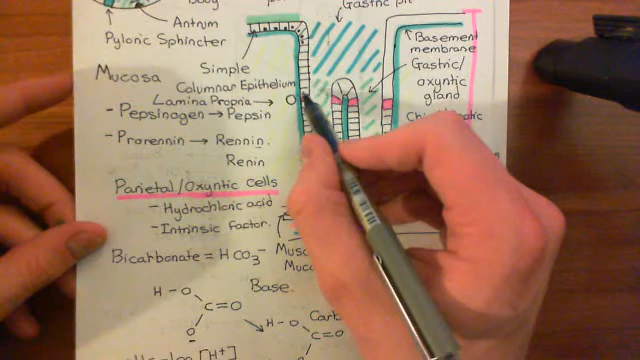 Body
Gastric pit
Antrum
Pyloric Sphincter
Basement
membrane
Mucosa
Simple
Columnar Epithelium
Gastric/
oxyntic
gland
Lamina Propria → O
- Pepsinogen → Pepsin
- Prorennin → Rennin.
Renin
Parietal/Oxyntic Cells
- Hydrochloric acid
- Intrinsic factor.
Bicarbonate = HCO₃⁻
Base.
H-O
C=O
O
H-O
C=O
O
[H⁺]